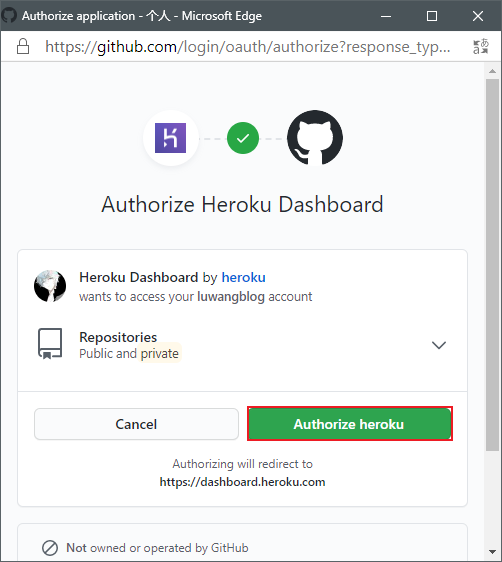 Authorize application - 个人 - Microsoft Edge
https://github.com/login/oauth/authorize?response_typ...
Authorize Heroku Dashboard
Heroku Dashboard by heroku
wants to access your luwangblog account
Repositories
Public and private
Cancel
Authorize heroku
Authorizing will redirect to
https://dashboard.heroku.com
Not owned or operated by GitHub